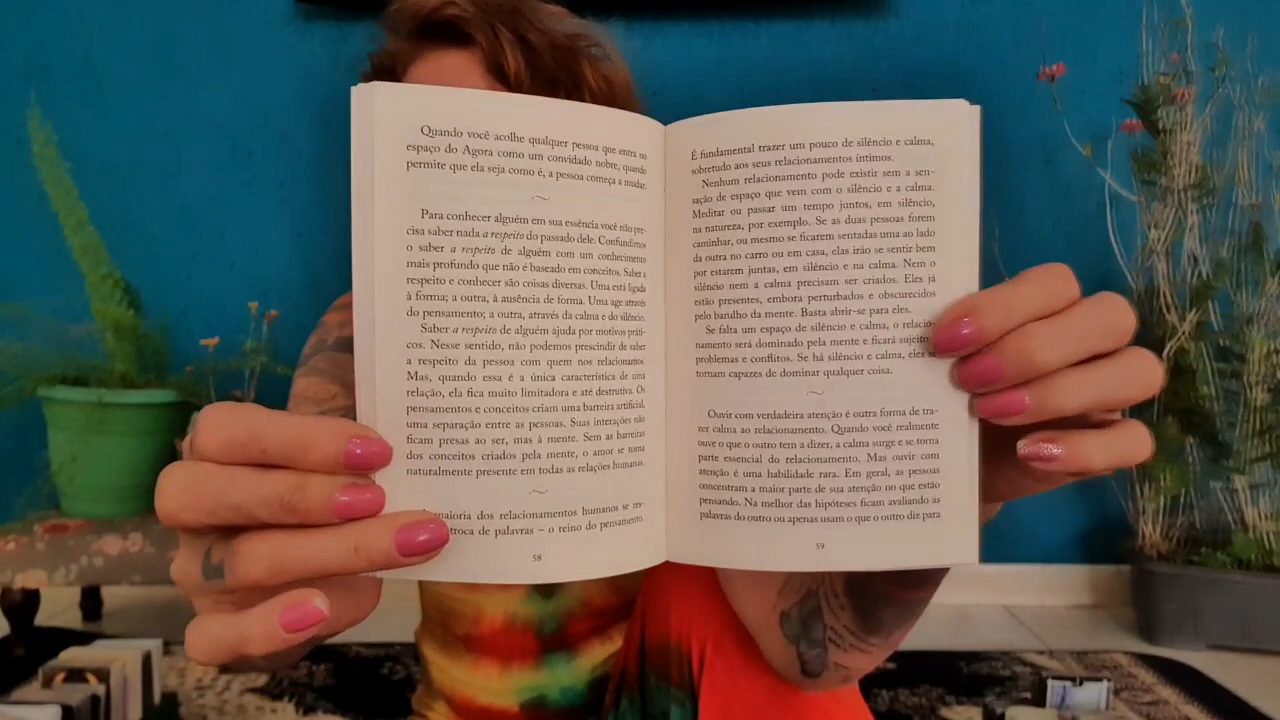 Quando você acolhe qualquer pessoa que entra no
espaço do Agora como um convidado nobre, quando
permite que ela seja como é, a pessoa começa a mudar.
Para conhecer alguém em sua essência você não pre-
cisa saber nada a respeito do passado dele. Confundimos
o saber a respeito de alguém com um conhecimento
mais profundo que não é baseado em conceitos. Saber a
respeito e conhecer são coisas diversas. Uma está ligada
à forma; a outra, à ausência de forma. Uma age através
do pensamento; a outra, através da calma e do silêncio.
Saber a respeito de alguém ajuda por motivos práti-
cos. Nesse sentido, não podemos prescindir de saber
a respeito da pessoa com quem nos relacionamos.
Mas, quando essa é a única característica de uma
relação, ela fica muito limitadora e até destrutiva. Os
pensamentos e conceitos criam uma barreira artificial,
uma separação entre as pessoas. Suas interações não
ficam presas ao ser, mas à mente. Sem as barreiras
dos conceitos criados pela mente, o amor se torna
naturalmente presente em todas as relações humanas.
maioria dos relacionamentos humanos se res-
troca de palavras – o reino do pensamento.
58
É fundamental trazer um pouco de silêncio e calma,
sobretudo aos seus relacionamentos íntimos.
Nenhum relacionamento pode existir sem a sen-
sação de espaço que vem com o silêncio e a calma.
Meditar ou passar um tempo juntos, em silêncio,
na natureza, por exemplo. Se as duas pessoas forem
caminhar, ou mesmo se ficarem sentadas uma ao lado
da outra no carro ou em casa, elas irão se sentir bem
por estarem juntas, em silêncio e na calma. Nem o
silêncio nem a calma precisam ser criados. Eles já
estão presentes, embora perturbados e obscurecidos
pelo barulho da mente. Basta abrir-se para eles.
Se falta um espaço de silêncio e calma, o relacio-
namento será dominado pela mente e ficará sujeito
problemas e conflitos. Se há silêncio e calma, eles se
tornam capazes de dominar qualquer coisa.
Ouvir com verdadeira atenção é outra forma de tra-
zer calma ao relacionamento. Quando você realmente
ouve o que o outro tem a dizer, a calma surge e se torna
parte essencial do relacionamento. Mas ouvir com
atenção é uma habilidade rara. Em geral, as pessoas
concentram a maior parte de sua atenção no que estão
pensando. Na melhor das hipóteses ficam avaliando as
palavras do outro ou apenas usam o que o outro diz para
59